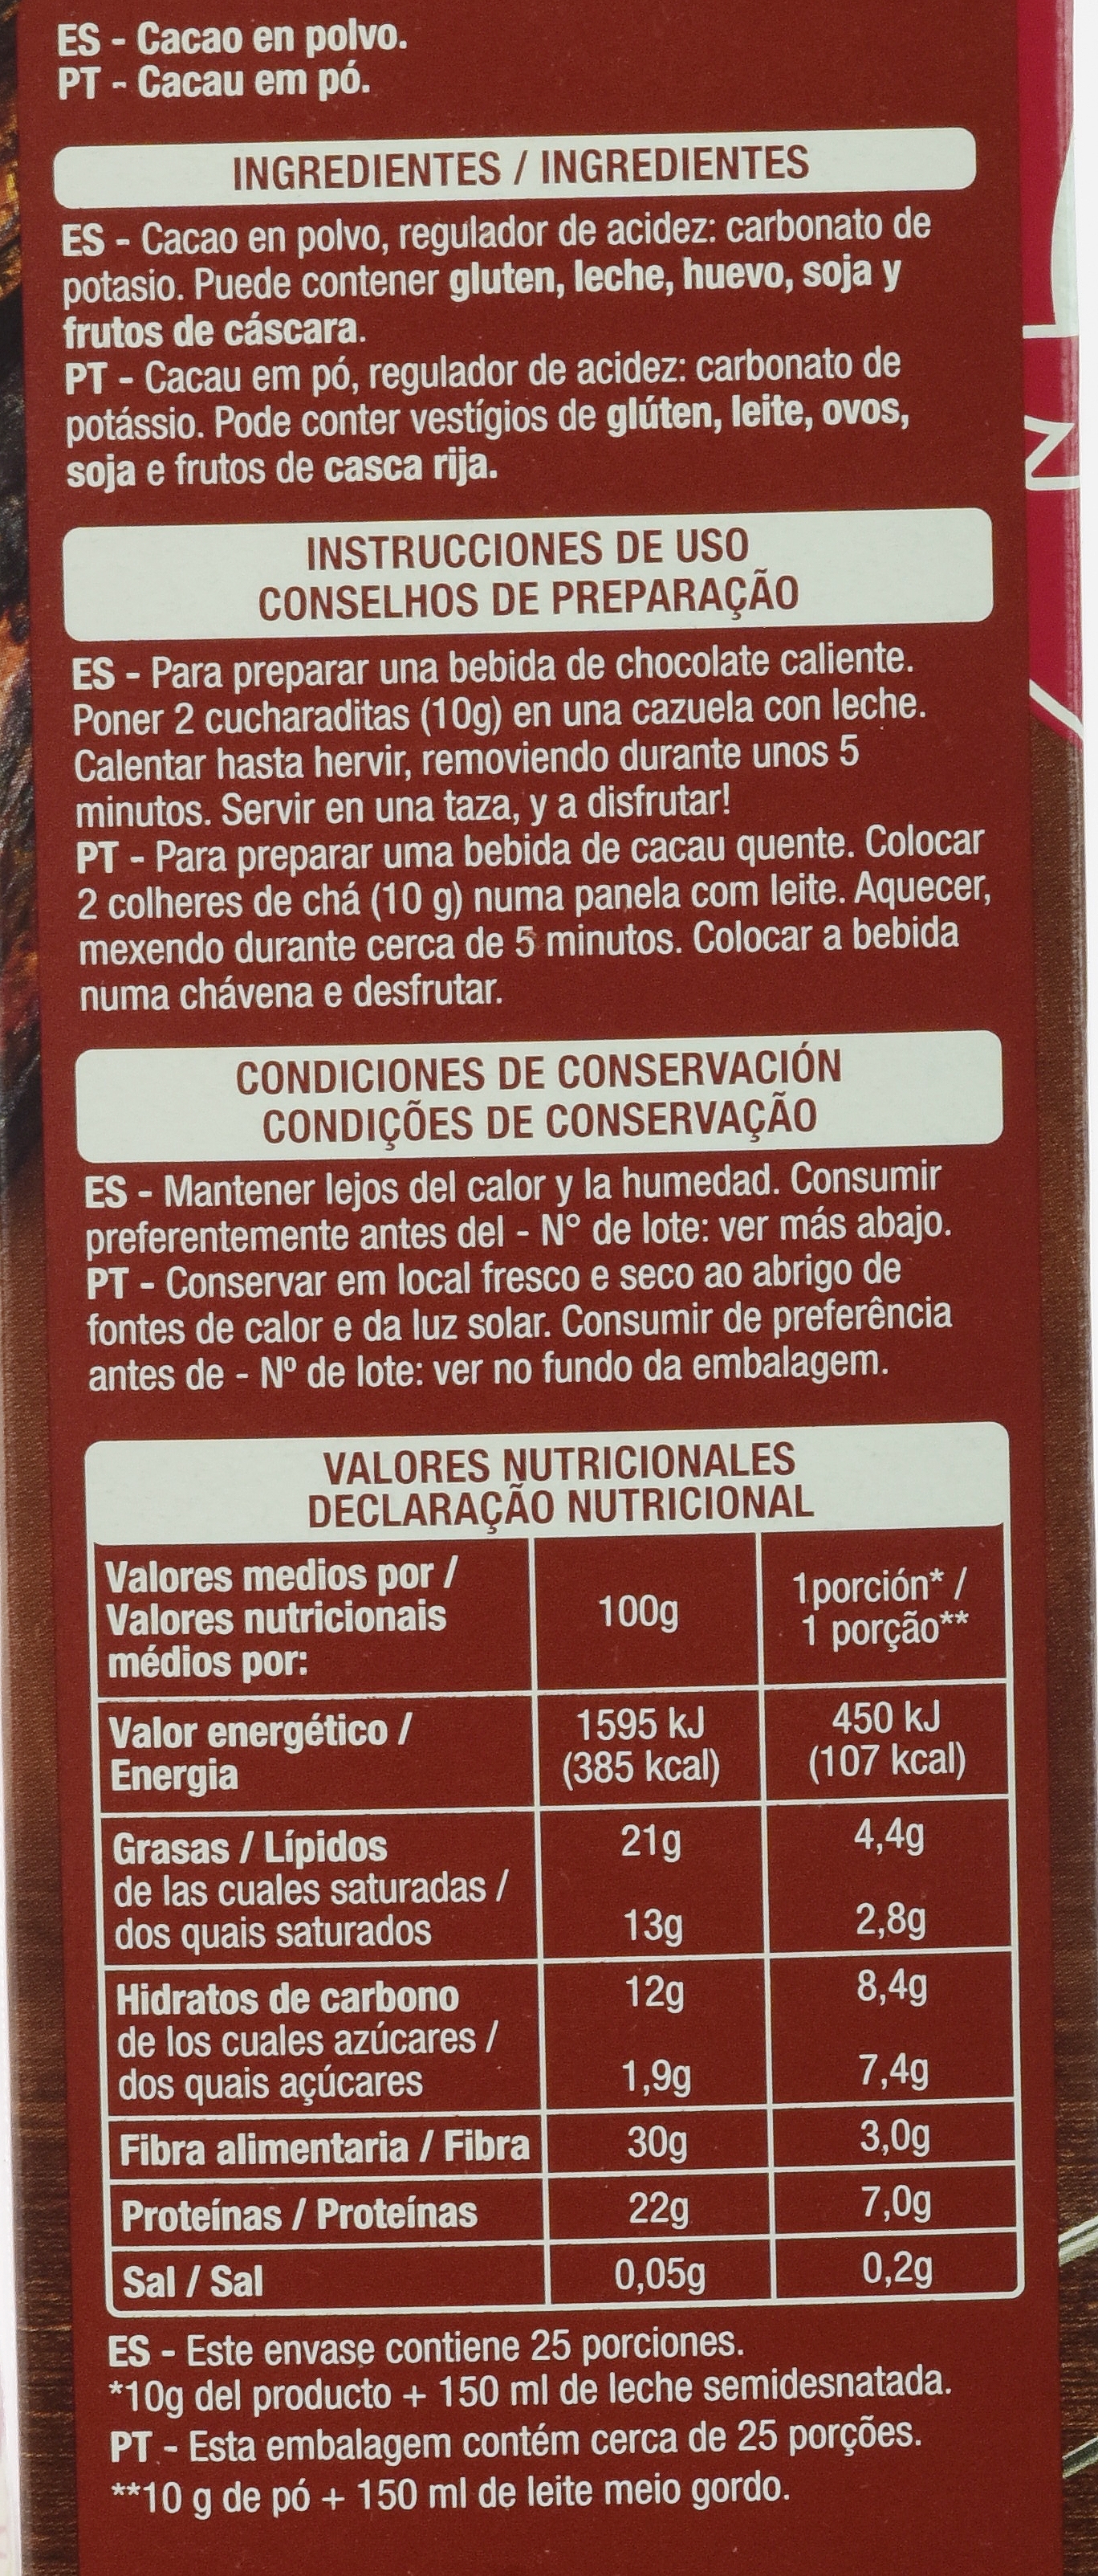 ES - Cacao en polvo.
PT - Cacau em pó.
INGREDIENTES / INGREDIENTES
ES - Cacao en polvo, regulador de acidez: carbonato de
potasio. Puede contener gluten, leche, huevo, soja y
frutos de cáscara.
PT - Cacau em pó, regulador de acidez: carbonato de
potássio. Pode conter vestígios de glúten, leite, ovos,
soja e frutos de casca rija.
INSTRUCCIONES DE USO
CONSELHOS DE PREPARAÇÃO
ES - Para preparar una bebida de chocolate caliente.
Poner 2 cucharaditas (10g) en una cazuela con leche.
Calentar hasta hervir, removiendo durante unos 5
minutos. Servir en una taza, y a disfrutar!
PT - Para preparar uma bebida de cacau quente. Colocar
2 colheres de chá (10 g) numa panela com leite. Aquecer,
mexendo durante cerca de 5 minutos. Colocar a bebida
numa chávena e desfrutar.
CONDICIONES DE CONSERVACIÓN
CONDIÇÕES DE CONSERVAÇÃO
ES - Mantener lejos del calor y la humedad. Consumir
preferentemente antes del - N° de lote: ver más abajo.
PT - Conservar em local fresco e seco ao abrigo de
fontes de calor e da luz solar. Consumir de preferência
antes de - Nº de lote: ver no fundo da embalagem.
VALORES NUTRICIONALES
DECLARAÇÃO NUTRICIONAL
Valores medios por /
Valores nutricionais
médios por:
100g
1porción* /
1 porção**
Valor energético /
Energia
1595 kJ
(385 kcal)
450 kJ
(107 kcal)
Grasas / Lípidos
21g
4,4g
de las cuales saturadas /
dos quais saturados
13g
2,8g
Hidratos de carbono
12g
8,4g
de los cuales azúcares /
dos quais açúcares
1,9g
7,4g
Fibra alimentaria / Fibra
30g
3,0g
Proteínas / Proteínas
22g
7,0g
Sal / Sal
0,05g
0,2g
ES - Este envase contiene 25 porciones.
*10g del producto + 150 ml de leche semidesnatada.
PT - Esta embalagem contém cerca de 25 porções.
**10 g de pó + 150 ml de leite meio gordo.